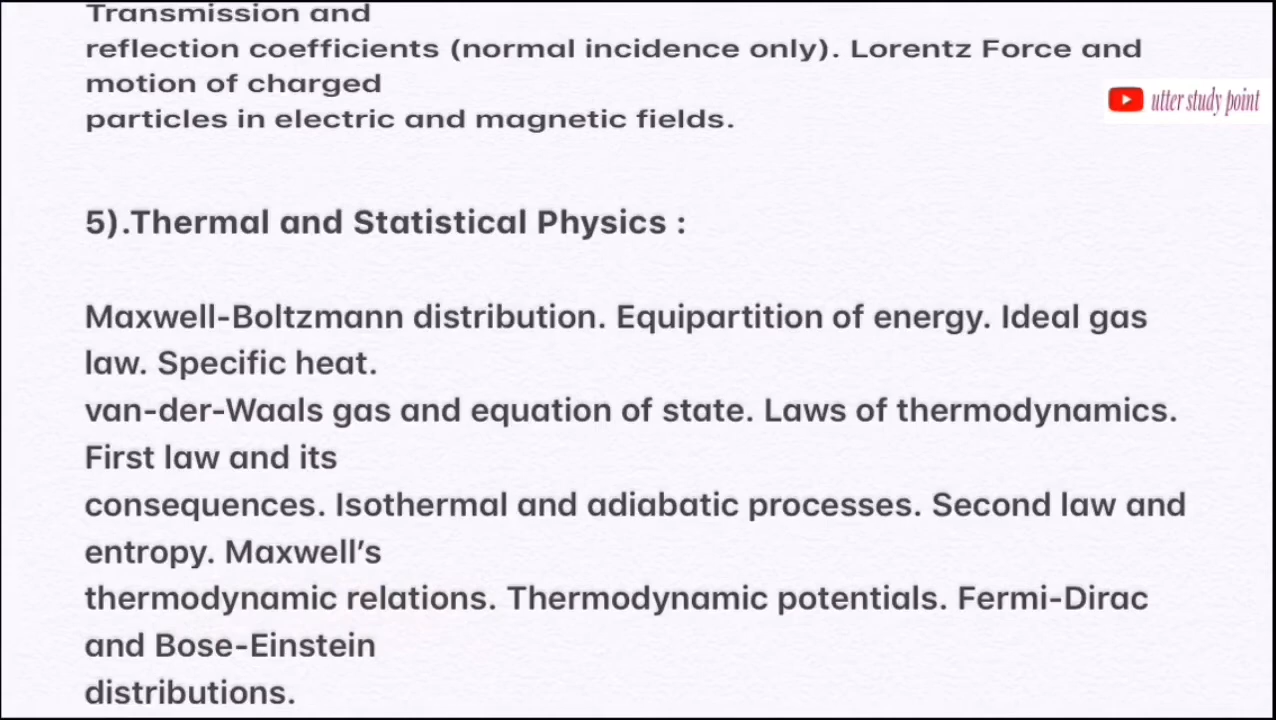 Transmission and
reflection coefficients (normal incidence only). Lorentz Force and
motion of charged
particles in electric and magnetic fields.
utter study point
5).Thermal and Statistical Physics :
Maxwell-Boltzmann distribution. Equipartition of energy. Ideal gas
law. Specific heat.
van-der-Waals gas and equation of state. Laws of thermodynamics.
First law and its
consequences. Isothermal and adiabatic processes. Second law and
entropy. Maxwell’s
thermodynamic relations. Thermodynamic potentials. Fermi-Dirac
and Bose-Einstein
distributions.